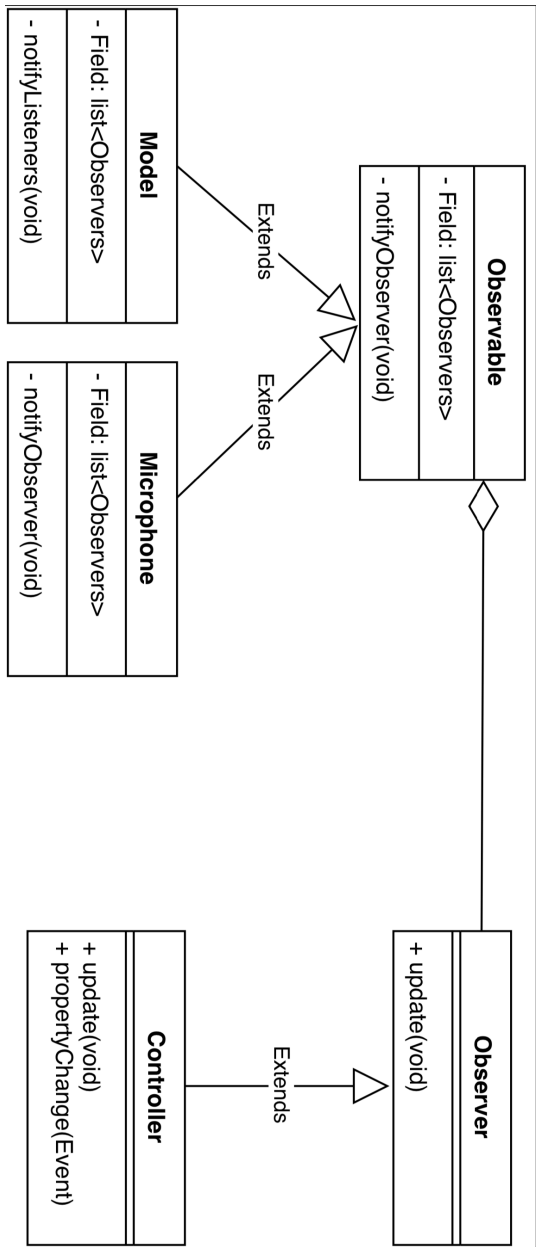 Observable
- Field: list<Observers>
- notifyObserver(void)
Observer
+ update(void)
Extends
Extends
Extends
Model
- Field: list<Observers>
- notifyListeners(void)
Microphone
- Field: list<Observers>
- notifyObserver(void)
Controller
+ update(void)
+ propertyChange(Event)